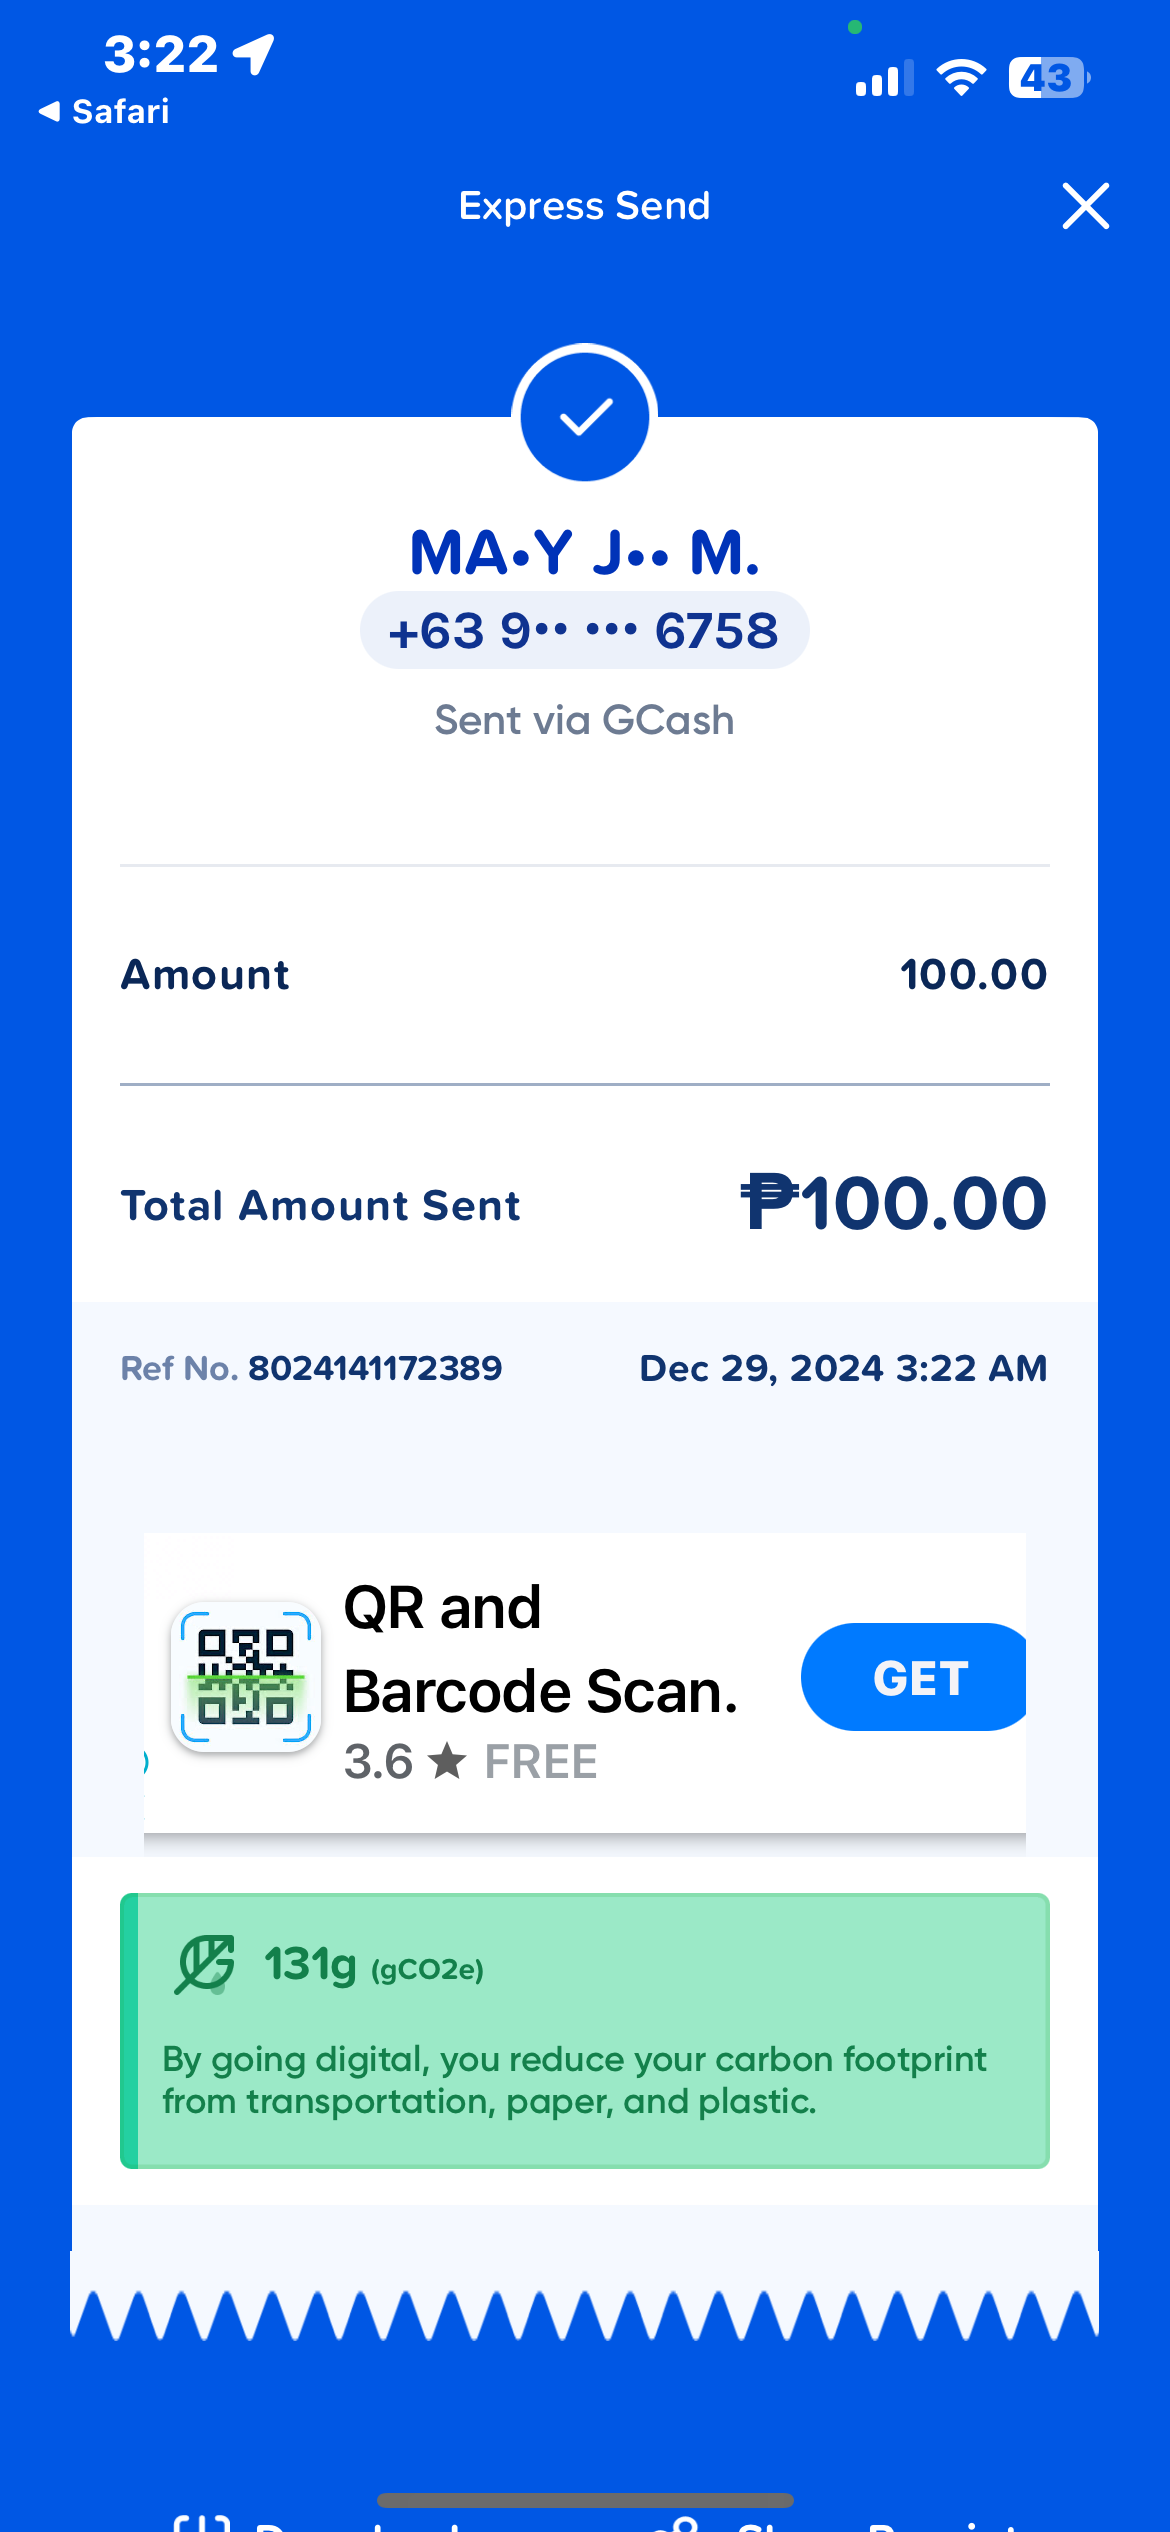 3:22
43
Safari
Express Send
MA•Y J•• M.
+63 9•• ••• 6758
Sent via GCash
Amount 100.00
Total Amount Sent ₱100.00
Ref No. 8024141172389 Dec 29, 2024 3:22 AM
QR and
Barcode Scan.
GET
3.6 ★ FREE
131g (gCO2e)
By going digital, you reduce your carbon footprint
from transportation, paper, and plastic.